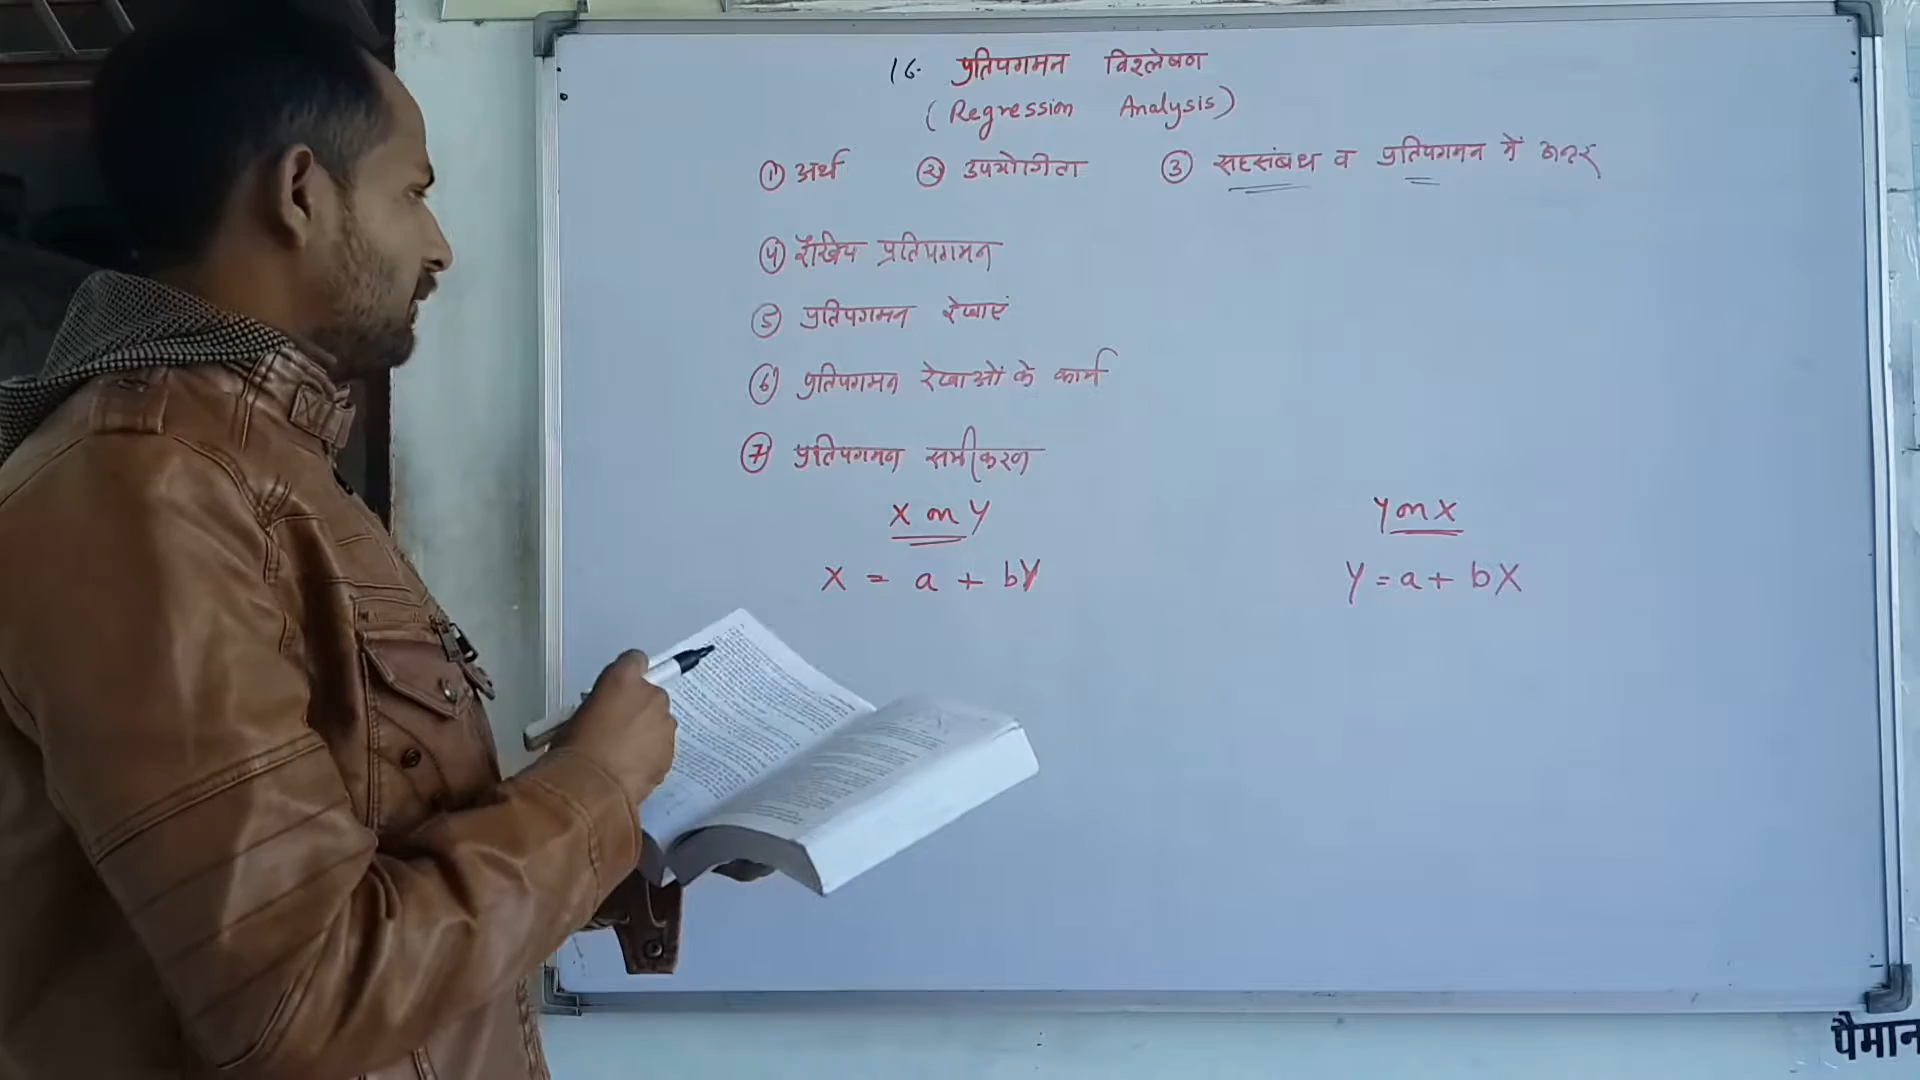 16. प्रतिपगमन विश्लेषण
(Regression Analysis)
① अर्थ ② उपयोगिता ③ सहसंबंध व प्रतिपगमन में अन्तर
④ रैखिय प्रतिपगमन
⑤ प्रतिपगमन रेखाएं
⑥ प्रतिपगमन रेखाओं के कार्य
⑦ प्रतिपगमन समीकरण
X on Y Y on X
X = a + bY Y = a + bX
पैमान